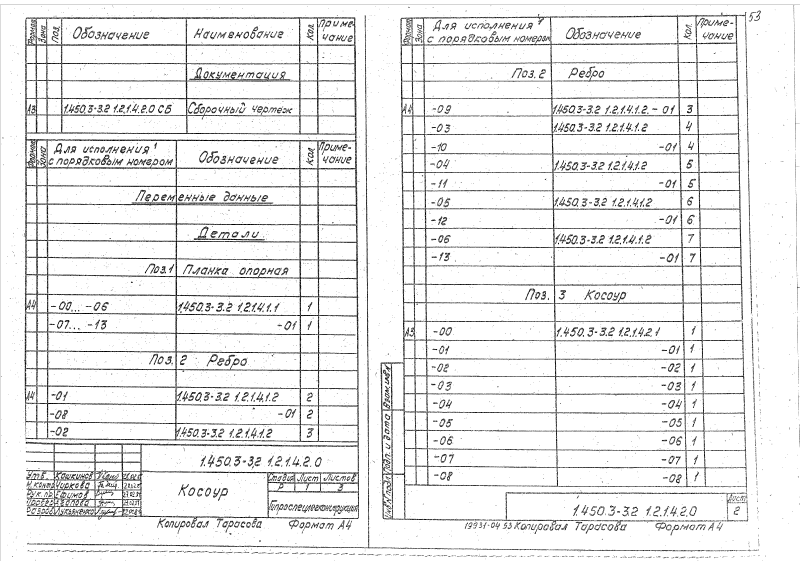 Формат Зона Поз. Обозначение Наименование Кол. Приме-
чание
Документация
А3 1.450.3-3.2 1.2.1.4.2.0 СБ Сборочный чертеж
Формат Зона Для исполнения¹ с порядковым номером Обозначение Кол. Приме-
чание
Переменные данные
Детали
Поз.1 Планка опорная
А4 -00... -06 1.450.3-3.2 1.2.1.4.1.1 1
-07... -13 -01 1
Поз. 2 Ребро
А4 -01 1.450.3-3.2 1.2.1.4.1.2 2
-08 -01 2
-02 1.450.3-3.2 1.2.1.4.1.2 3
1.450.3-3.2 1.2.1.4.2.0
Утв. Кашкинов
Н.контр. Чиркова
Рук.пр. Ефимов
Провер.
Разраб. Лукьяненко
Косоур
Стадия Лист Листов
Р 1 3
Гипроспецлегконструкция
Копировал Тарасова Формат А4
53
Формат Зона Для исполнения¹ с порядковым номером Обозначение Кол. Приме-
чание
Поз.2 Ребро
А4 -09 1.450.3-3.2 1.2.1.4.1.2.-01 3
-03 1.450.3-3.2 1.2.1.4.1.2 4
-10 -01 4
-04 1.450.3-3.2 1.2.1.4.1.2 5
-11 -01 5
-05 1.450.3-3.2 1.2.1.4.1.2 6
-12 -01 6
-06 1.450.3-3.2 1.2.1.4.1.2 7
-13 -01 7
Поз. 3 Косоур
А3 -00 1.450.3-3.2 1.2.1.4.2.1 1
-01 -01 1
-02 -02 1
-03 -03 1
-04 -04 1
-05 -05 1
-06 -06 1
-07 -07 1
-08 -08 1
Инв.№ подл. Подп. и дата Взам.инв.№
1.450.3-3.2 1.2.1.4.2.0
Лист
2
19931-04 53 Копировал Тарасова Формат А4